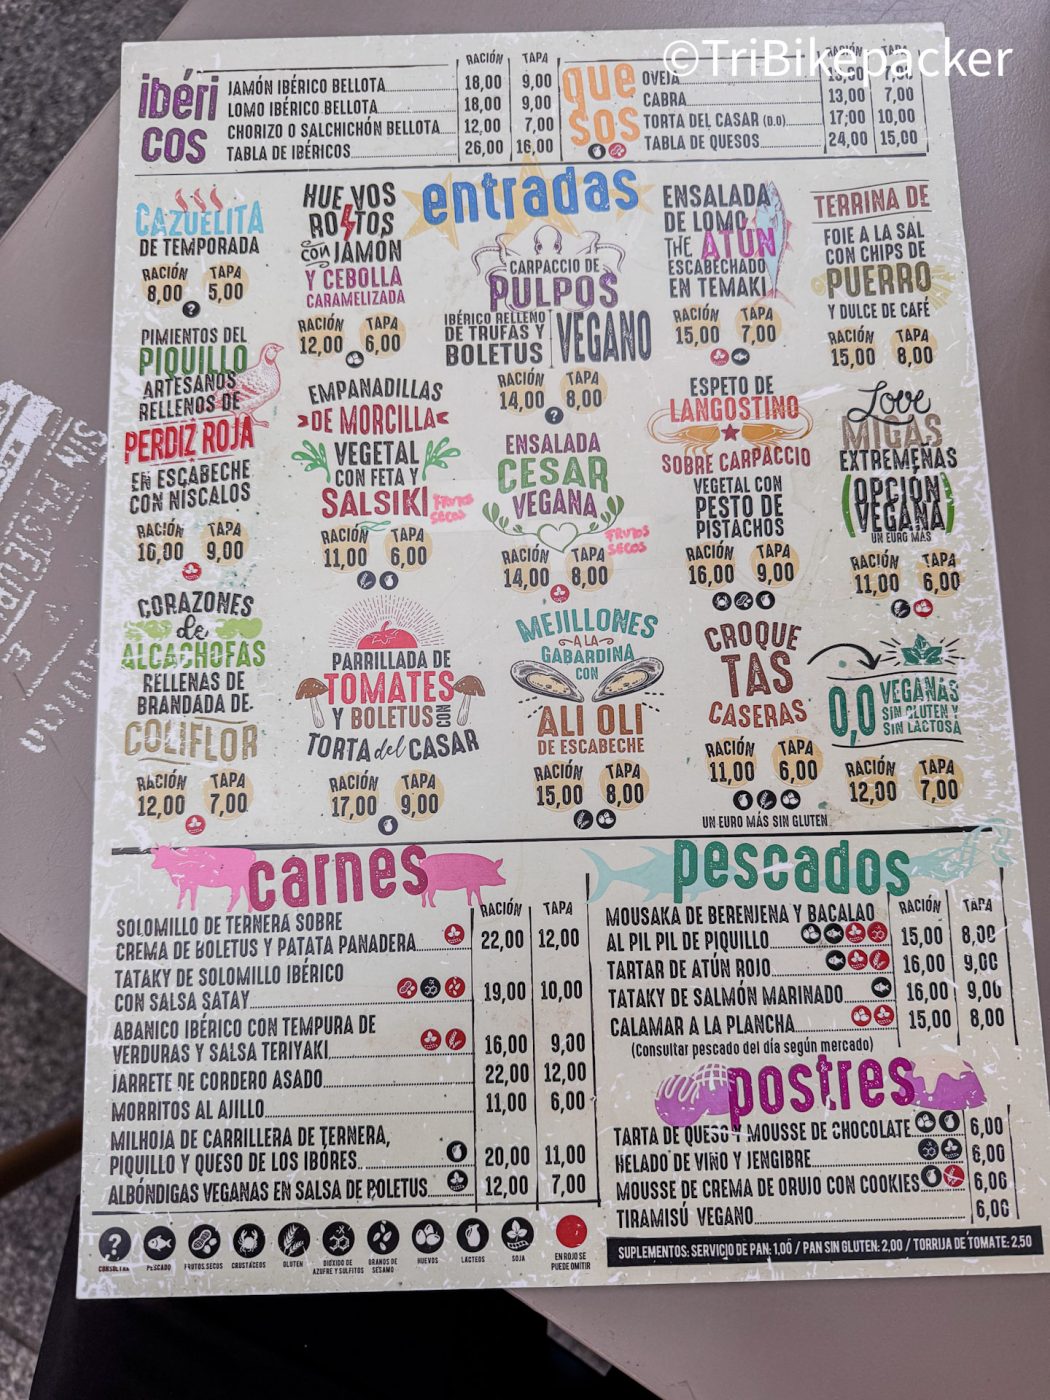 ©TriBikepacker
ibéri
cos
RACIÓN TAPA
JAMÓN IBÉRICO BELLOTA 18,00 9,00
LOMO IBÉRICO BELLOTA 18,00 9,00
CHORIZO O SALCHICHÓN BELLOTA 12,00 7,00
TABLA DE IBÉRICOS 26,00 16,00
que
sos
RACIÓN TAPA
OVEJA 7,00
CABRA 13,00 7,00
TORTA DEL CASAR (D.O) 17,00 10,00
TABLA DE QUESOS 24,00 15,00
entradas
CAZUELITA
DE TEMPORADA
RACIÓN TAPA
8,00 5,00
HUEVOS
ROTOS
con JAMÓN
Y CEBOLLA
CARAMELIZADA
RACIÓN TAPA
12,00 6,00
CARPACCIO DE
PULPOS
IBÉRICO RELLENO
DE TRUFAS Y
BOLETUS
VEGANO
RACIÓN TAPA
14,00 8,00
ENSALADA
DE LOMO
THE ATÚN
ESCABECHADO
EN TEMAKI
RACIÓN TAPA
15,00 7,00
TERRINA DE
FOIE A LA SAL
CON CHIPS DE
PUERRO
Y DULCE DE CAFÉ
RACIÓN TAPA
15,00 8,00
PIMIENTOS DEL
PIQUILLO
ARTESANOS
RELLENOS DE
PERDIZ ROJA
EN ESCABECHE
CON NISCALOS
RACIÓN TAPA
16,00 9,00
EMPANADILLAS
DE MORCILLA
VEGETAL
CON FETA Y
SALSIKI
FRUTOS
SECOS
RACIÓN TAPA
11,00 6,00
ENSALADA
CESAR
VEGANA
FRUTOS
SECOS
RACIÓN TAPA
14,00 8,00
ESPETO DE
LANGOSTINO
SOBRE CARPACCIO
VEGETAL CON
PESTO DE
PISTACHOS
RACIÓN TAPA
16,00 9,00
Love
MIGAS
EXTREMEÑAS
(OPCIÓN
VEGANA)
UN EURO MÁS
RACIÓN TAPA
11,00 6,00
CORAZONES
de
ALCACHOFAS
RELLENAS DE
BRANDADA DE
COLIFLOR
RACIÓN TAPA
12,00 7,00
PARRILLADA DE
TOMATES
Y BOLETUS CON
TORTA del CASAR
RACIÓN TAPA
17,00 9,00
MEJILLONES
A LA
GABARDINA
CON
ALI OLI
DE ESCABECHE
RACIÓN TAPA
15,00 8,00
CROQUE
TAS
CASERAS
RACIÓN TAPA
11,00 6,00
UN EURO MÁS SIN GLUTEN
0,0 VEGANAS
SIN GLUTEN Y
SIN LACTOSA
RACIÓN TAPA
12,00 7,00
carnes
RACIÓN TAPA
SOLOMILLO DE TERNERA SOBRE
CREMA DE BOLETUS Y PATATA PANADERA 22,00 12,00
TATAKY DE SOLOMILLO IBÉRICO
CON SALSA SATAY 19,00 10,00
ABANICO IBÉRICO CON TEMPURA DE
VERDURAS Y SALSA TERIYAKI 16,00 9,00
JARRETE DE CORDERO ASADO 22,00 12,00
MORRITOS AL AJILLO 11,00 6,00
MILHOJA DE CARRILLERA DE TERNERA,
PIQUILLO Y QUESO DE LOS IBORES 20,00 11,00
ALBÓNDIGAS VEGANAS EN SALSA DE BOLETUS 12,00 7,00
pescados
RACIÓN TAPA
MOUSAKA DE BERENJENA Y BACALAO
AL PIL PIL DE PIQUILLO 15,00 8,00
TARTAR DE ATÚN ROJO 16,00 9,00
TATAKY DE SALMÓN MARINADO 16,00 9,00
CALAMAR A LA PLANCHA 15,00 8,00
(Consultar pescado del día según mercado)
postres
TARTA DE QUESO Y MOUSSE DE CHOCOLATE 6,00
HELADO DE VINO Y JENGIBRE 6,00
MOUSSE DE CREMA DE ORUJO CON COOKIES 6,00
TIRAMISÚ VEGANO 6,00
SUPLEMENTOS: SERVICIO DE PAN: 1,00 / PAN SIN GLUTEN: 2,00 / TORRIJA DE TOMATE: 2,50
?
CONSULTAR
PESCADO
FRUTOS SECOS
CRUSTÁCEOS
GLUTEN
DIÓXIDO DE
AZUFRE Y SULFITOS
GRANOS DE
SÉSAMO
HUEVOS
LÁCTEOS
SOJA
EN ROJO SE
PUEDE OMITIR